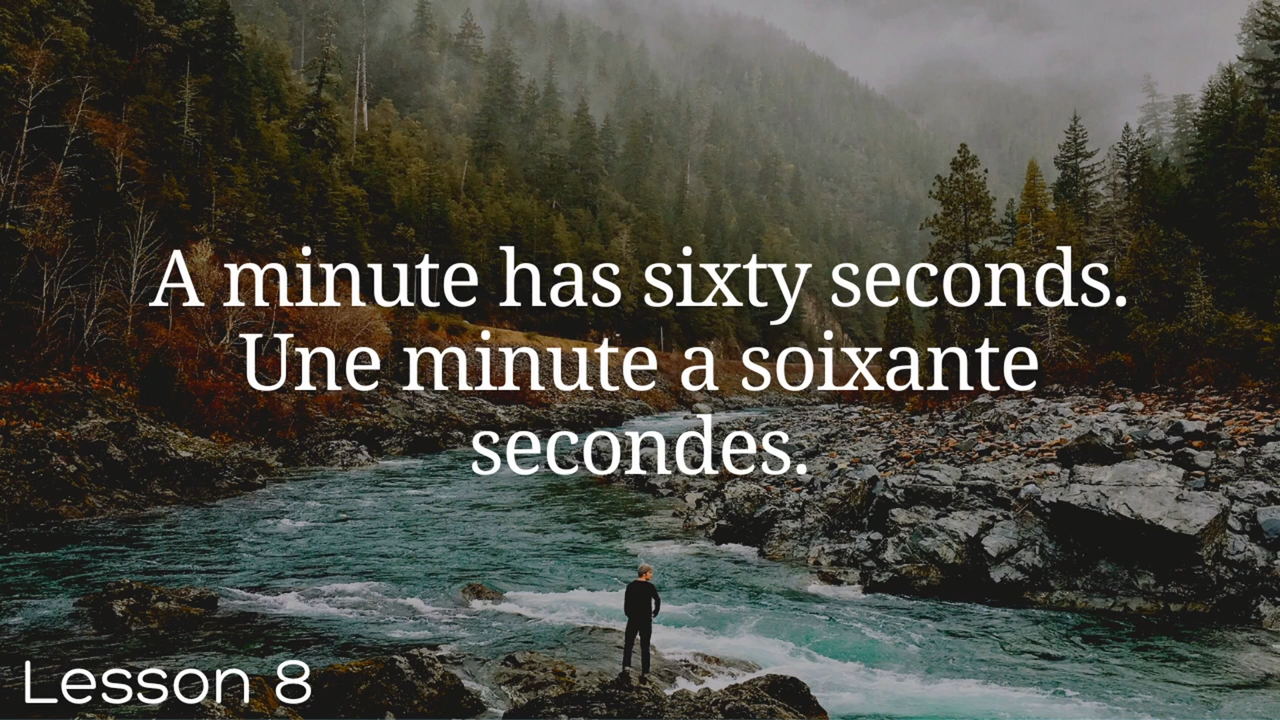 A minute has sixty seconds.
Une minute a soixante
secondes.
Lesson 8